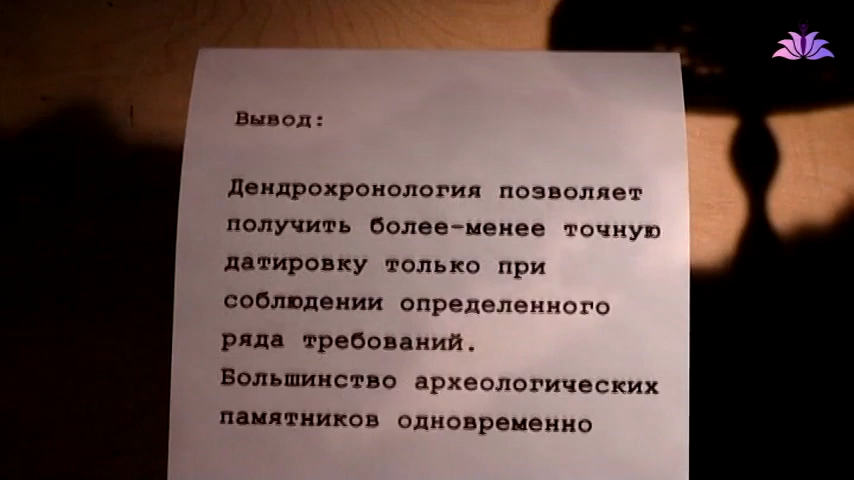 Вывод:
Дендрохронология позволяет
получить более-менее точную
датировку только при
соблюдении определенного
ряда требований.
Большинство археологических
памятников одновременно